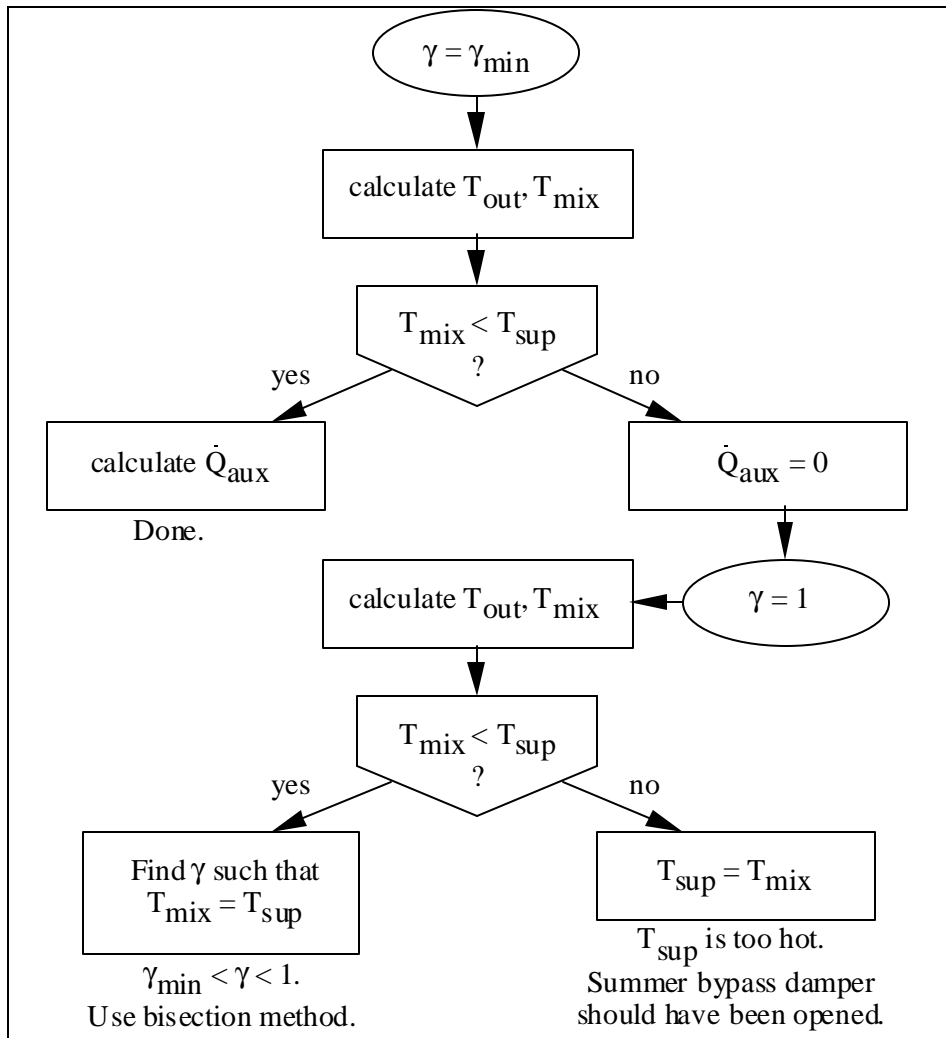 γ = γmin
calculate Tout, Tmix
Tmix < Tsup
?
yes
no
calculate Q̇aux
Done.
Q̇aux = 0
γ = 1
calculate Tout, Tmix
Tmix < Tsup
?
yes
no
Find γ such that
Tmix = Tsup
γmin < γ < 1.
Use bisection method.
Tsup = Tmix
Tsup is too hot.
Summer bypass damper
should have been opened.